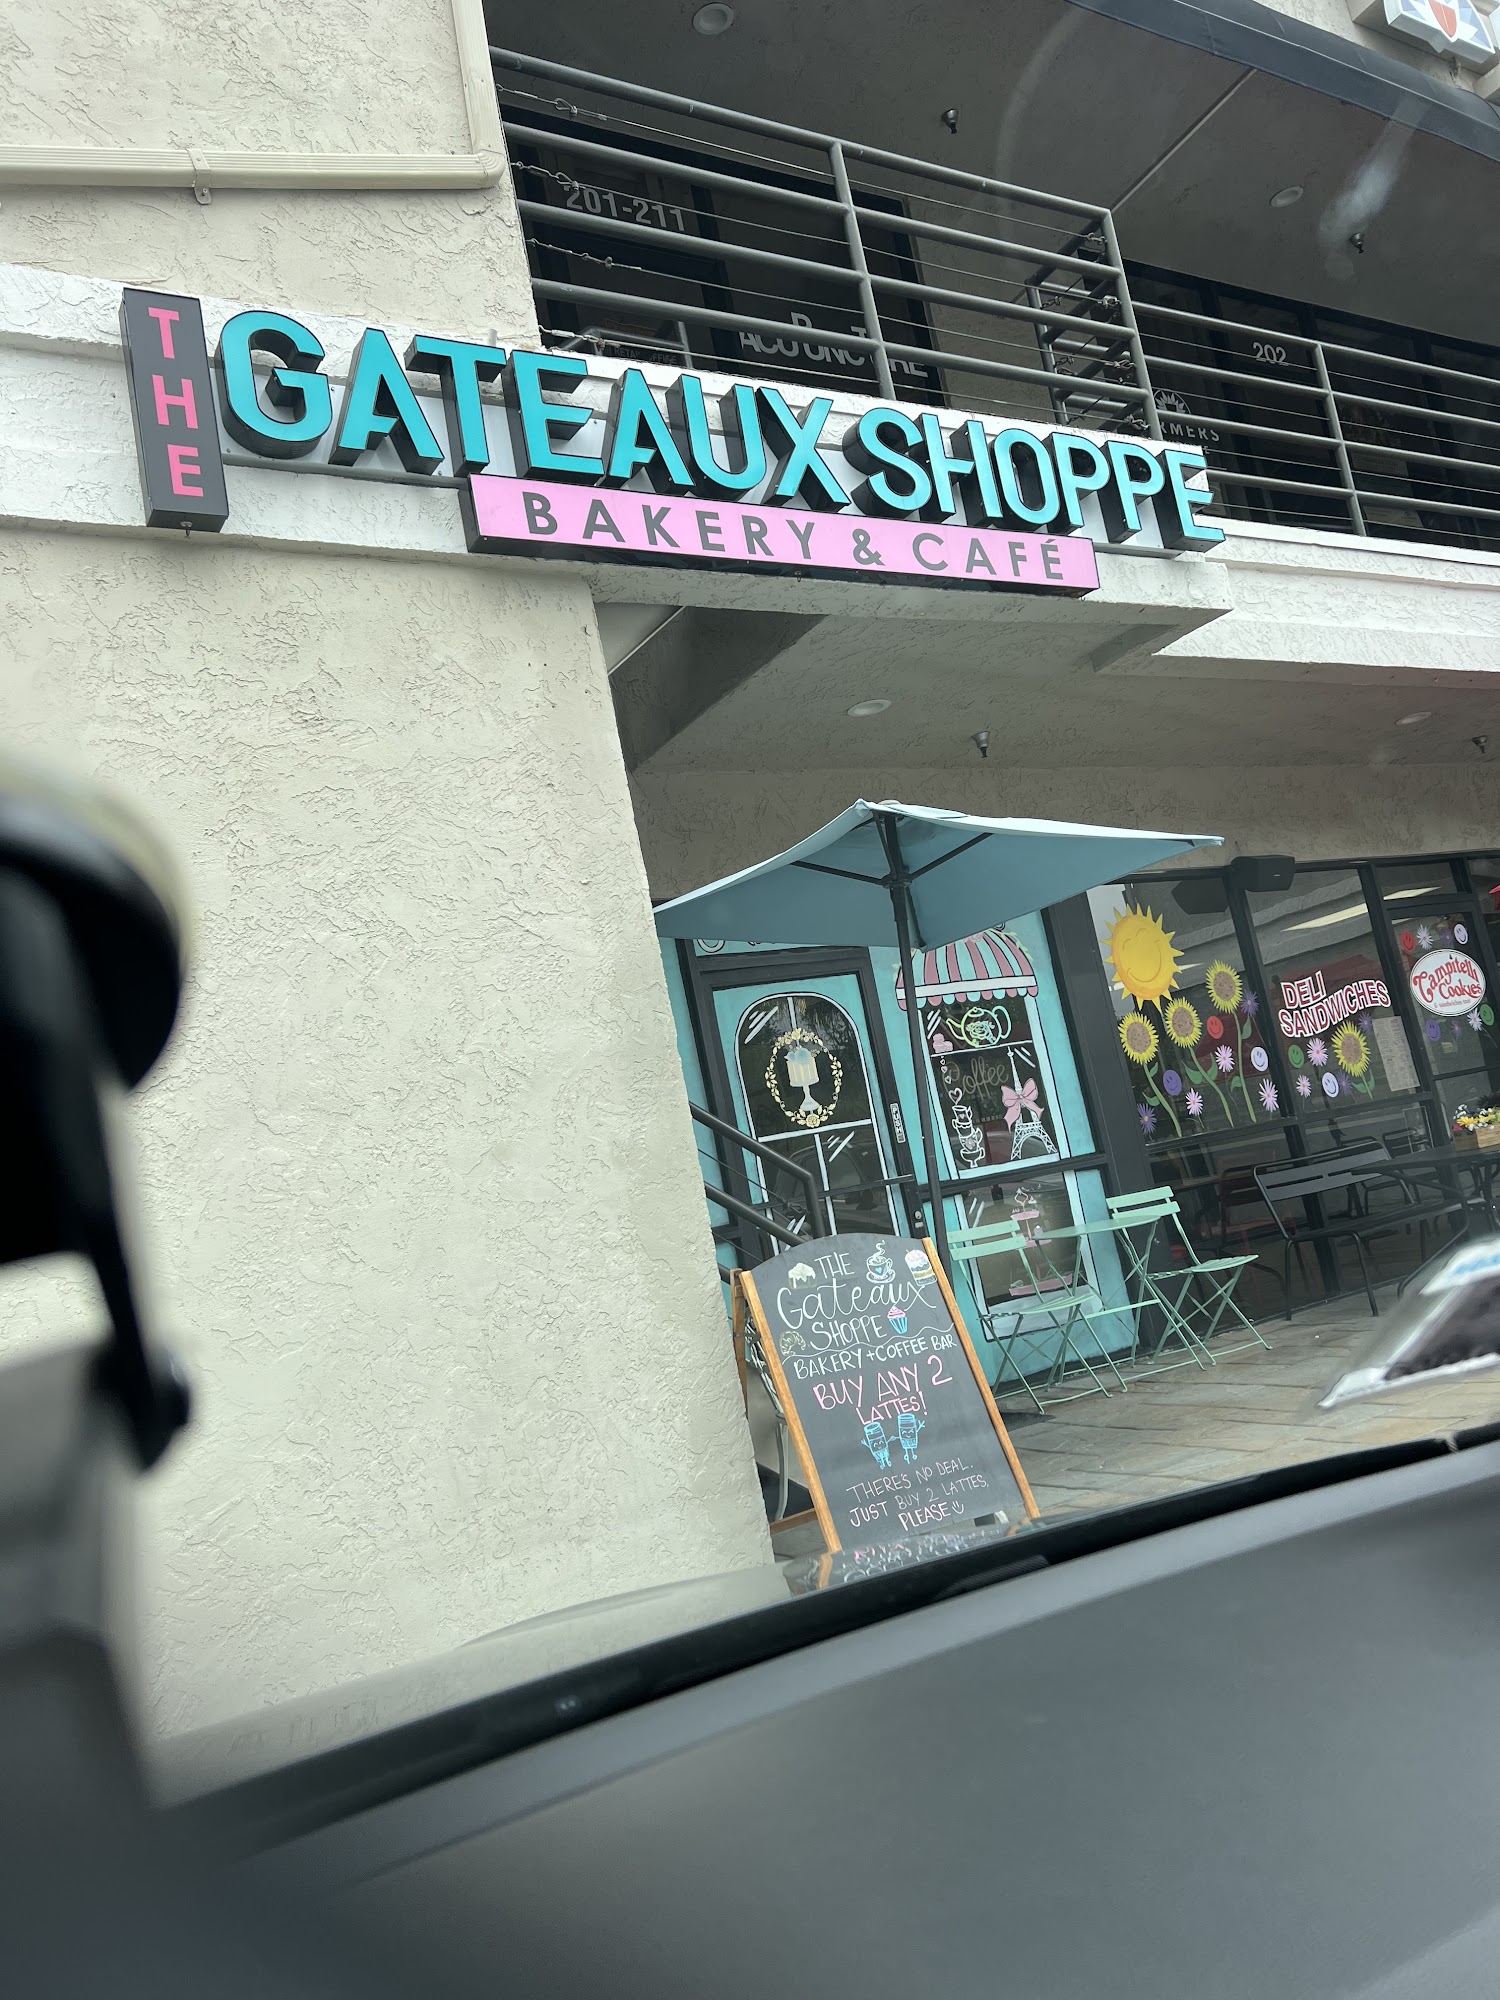 201-211
ACUPUNCTURE
202
THE
GATEAUX SHOPPE
BAKERY & CAFÉ
DELI
SANDWICHES
Campitelli
Cookies
Coffee
THE
Gateaux
SHOPPE
BAKERY + COFFEE BAR
BUY ANY 2
LATTES!
THERE'S NO DEAL.
JUST BUY 2 LATTES,
PLEASE